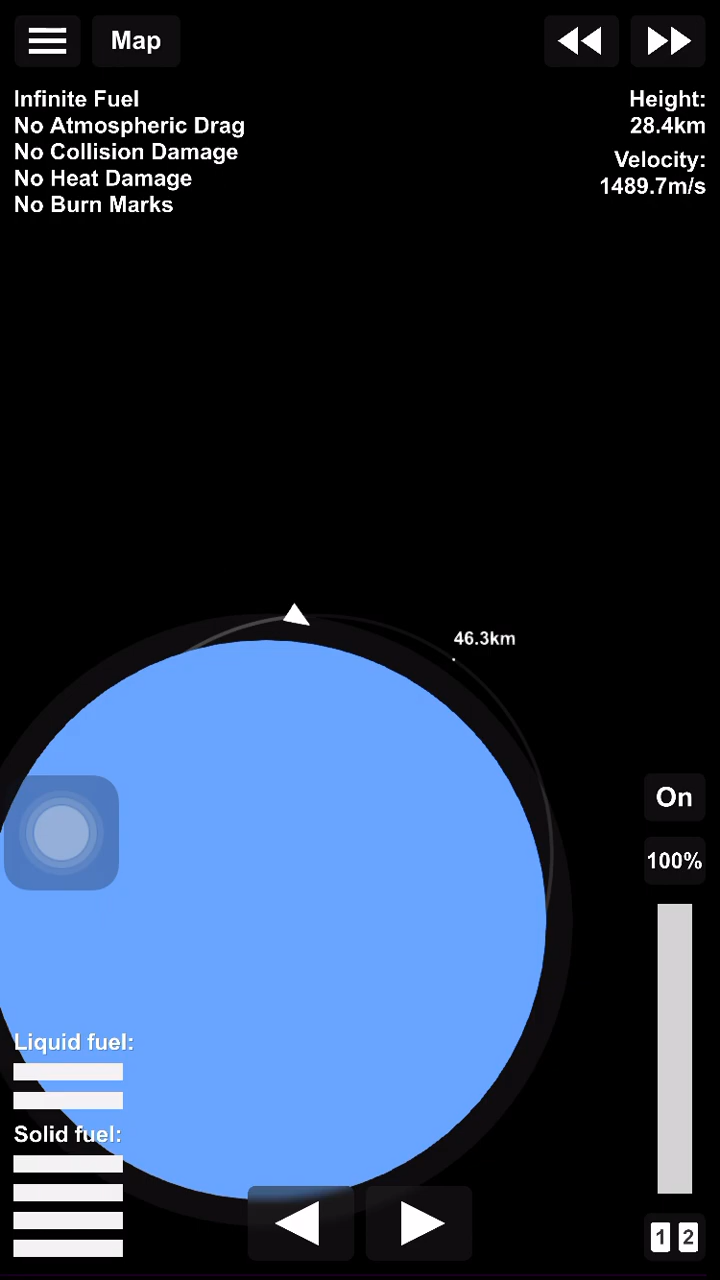 Map
Infinite Fuel
No Atmospheric Drag
No Collision Damage
No Heat Damage
No Burn Marks
Height:
28.4km
Velocity:
1489.7m/s
46.3km
On
100%
Liquid fuel:
Solid fuel:
1 2